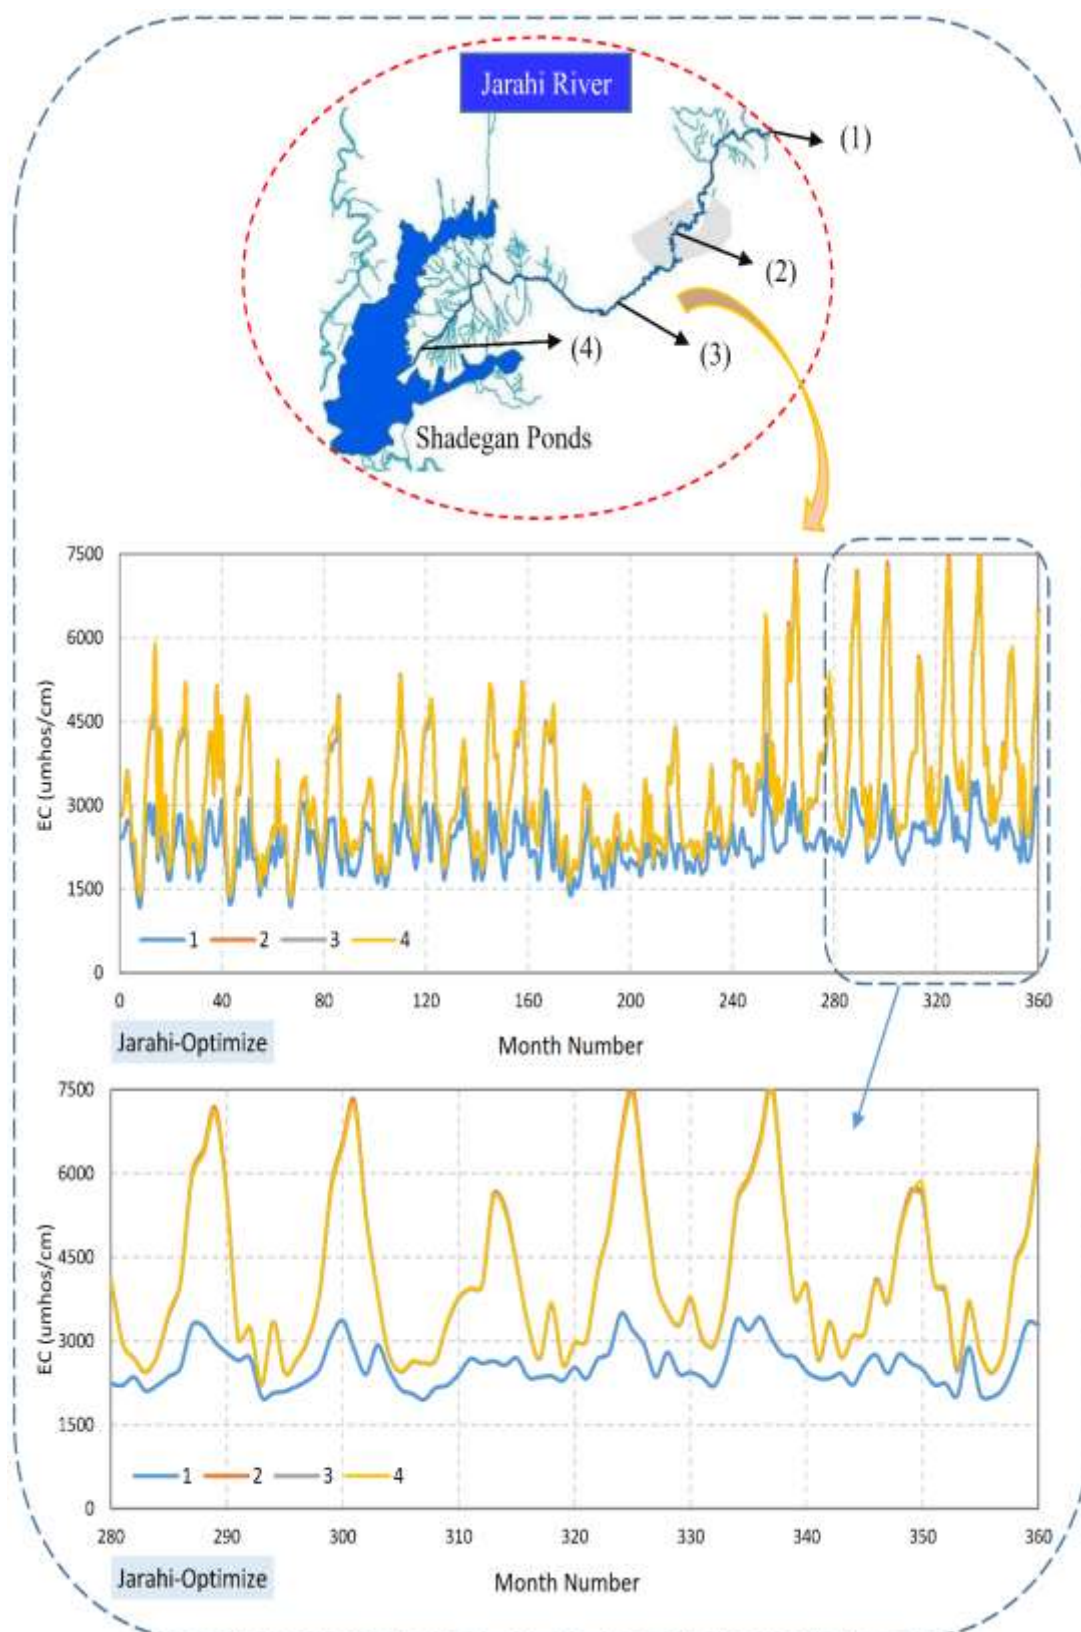 Jarahi River
(1)
(2)
(3)
(4)
Shadegan Ponds
7500
6000
4500
3000
1500
0
EC (umhos/cm)
1 2 3 4
0 40 80 120 160 200 240 280 320 360
Jarahi-Optimize
Month Number
7500
6000
4500
3000
1500
0
EC (umhos/cm)
1 2 3 4
280 290 300 310 320 330 340 350 360
Jarahi-Optimize
Month Number